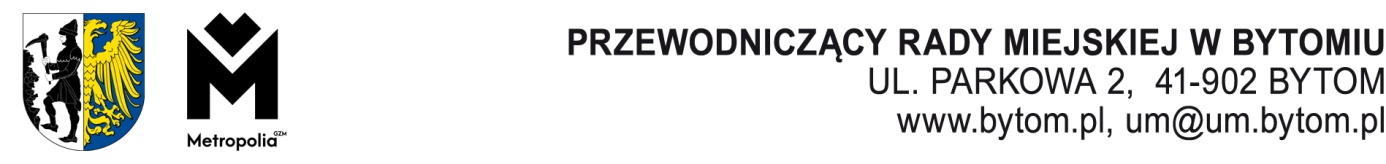 PRZEWODNICZĄCY RADY MIEJSKIEJ W BYTOMIU
UL. PARKOWA 2, 41-902 BYTOM
www.bytom.pl, um@um.bytom.pl
Metropolia GZM